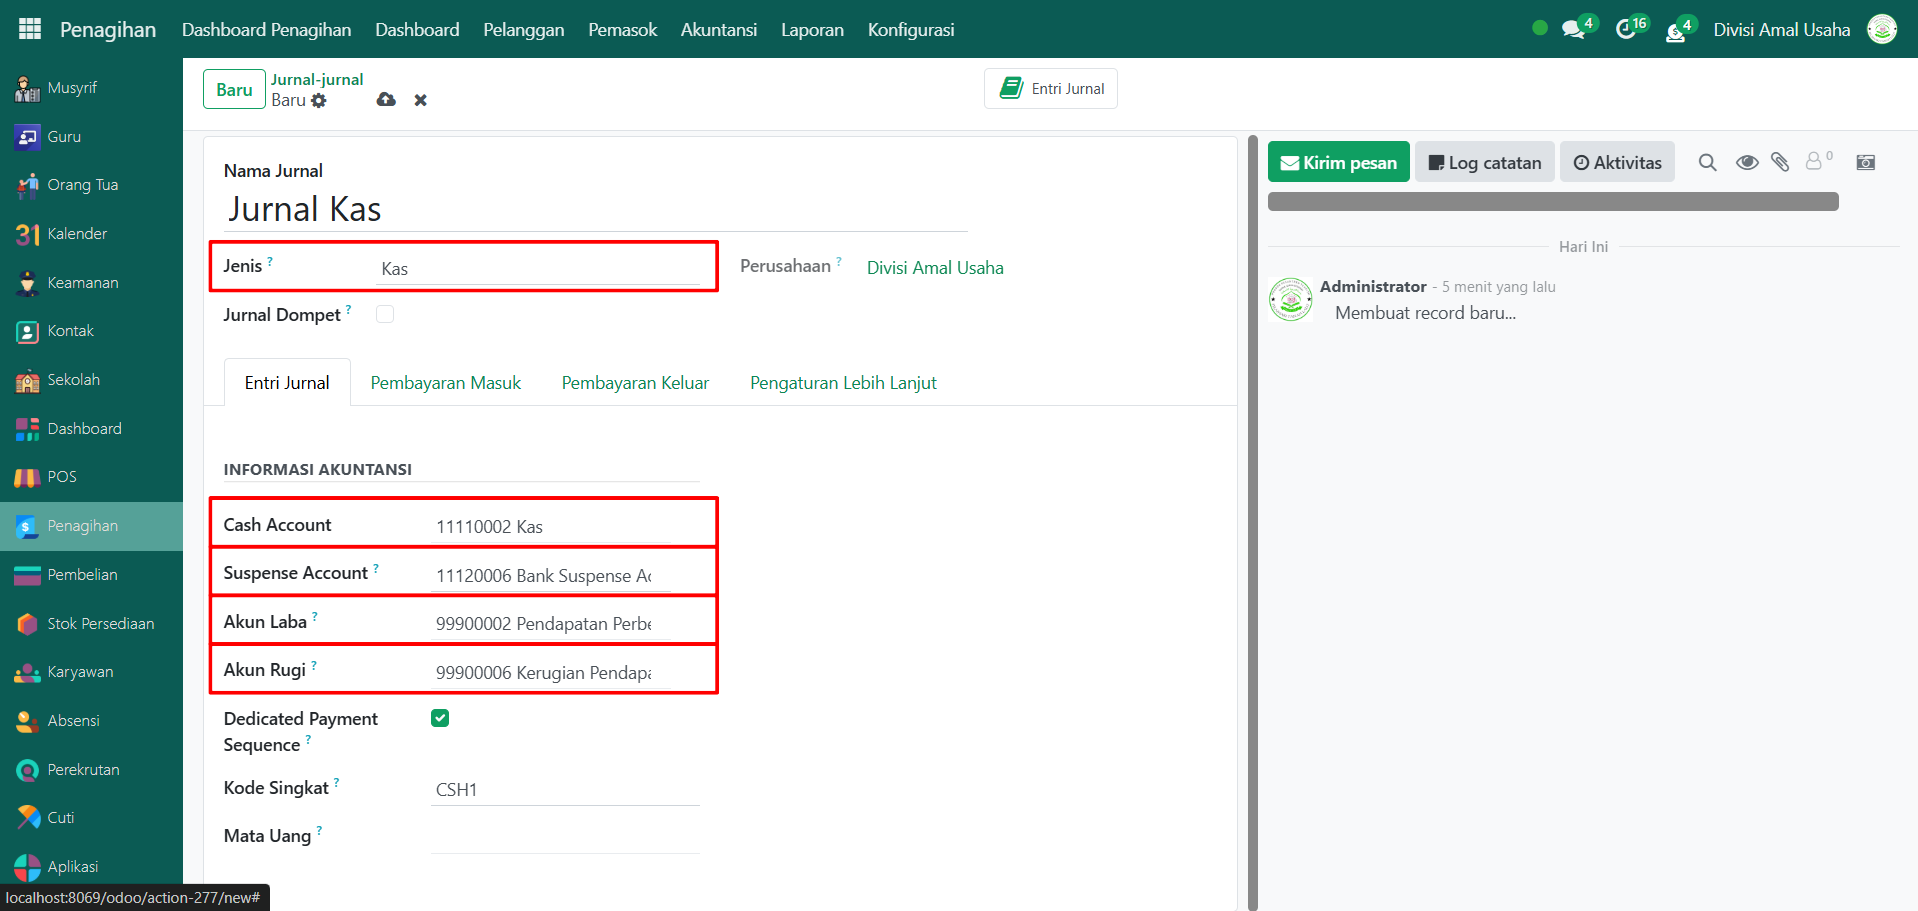 Penagihan
Dashboard Penagihan
Dashboard
Pelanggan
Pemasok
Akuntansi
Laporan
Konfigurasi
4
16
4
Divisi Amal Usaha
Musyrif
Guru
Orang Tua
31
Kalender
Keamanan
Kontak
Sekolah
Dashboard
POS
Penagihan
Pembelian
Stok Persediaan
Karyawan
Absensi
Perekrutan
Cuti
Aplikasi
localhost:8069/odoo/action-277/new#
Baru
Jurnal-jurnal
Baru
Entri Jurnal
Nama Jurnal
Jurnal Kas
Jenis ?
Kas
Perusahaan ?
Divisi Amal Usaha
Jurnal Dompet ?
Entri Jurnal
Pembayaran Masuk
Pembayaran Keluar
Pengaturan Lebih Lanjut
INFORMASI AKUNTANSI
Cash Account
11110002 Kas
Suspense Account ?
11120006 Bank Suspense Ac
Akun Laba ?
99900002 Pendapatan Perbe
Akun Rugi ?
99900006 Kerugian Pendapa
Dedicated Payment
Sequence ?
Kode Singkat ?
CSH1
Mata Uang ?
Kirim pesan
Log catatan
Aktivitas
0
Hari Ini
Administrator - 5 menit yang lalu
Membuat record baru...